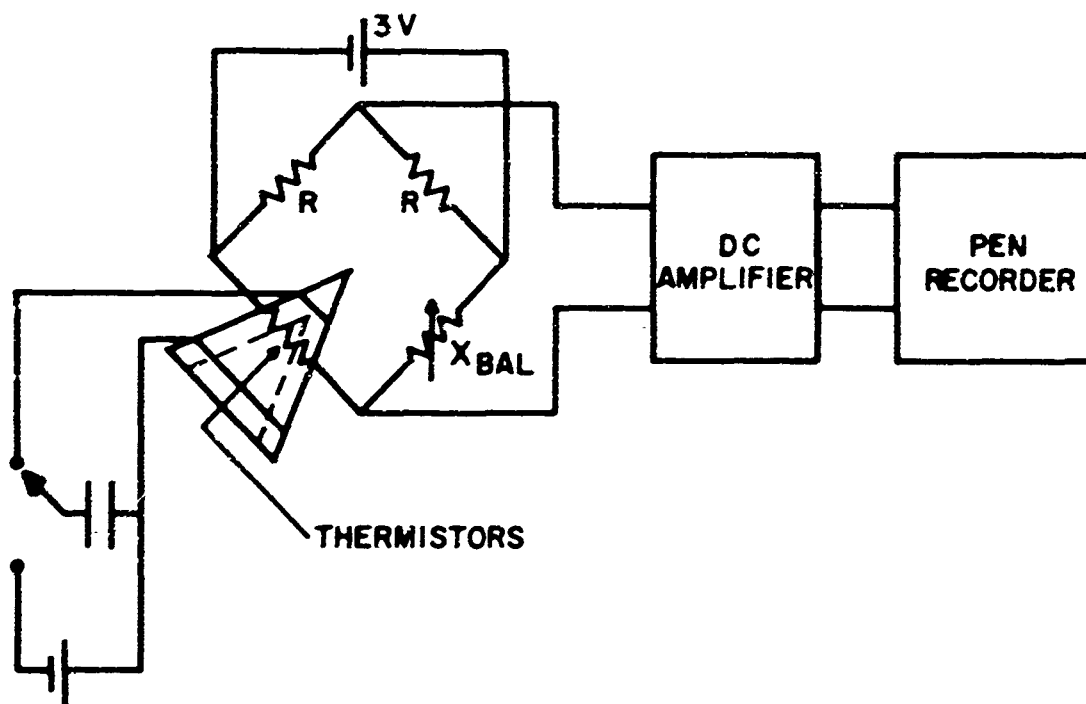 3V
R
R
DC
AMPLIFIER
PEN
RECORDER
X BAL
THERMISTORS